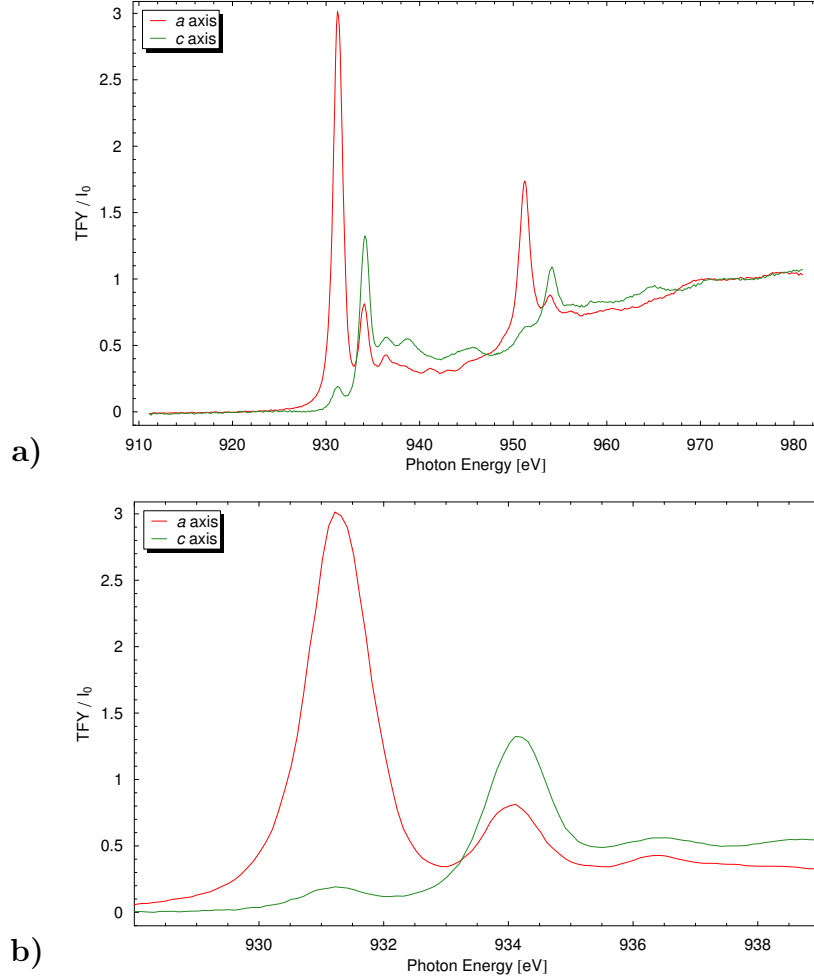 a axis
c axis
3
2.5
2
1.5
1
0.5
0
TFY / I0
910 920 930 940 950 960 970 980
Photon Energy [eV]
a)
a axis
c axis
3
2.5
2
1.5
1
0.5
0
TFY / I0
930 932 934 936 938
Photon Energy [eV]
b)